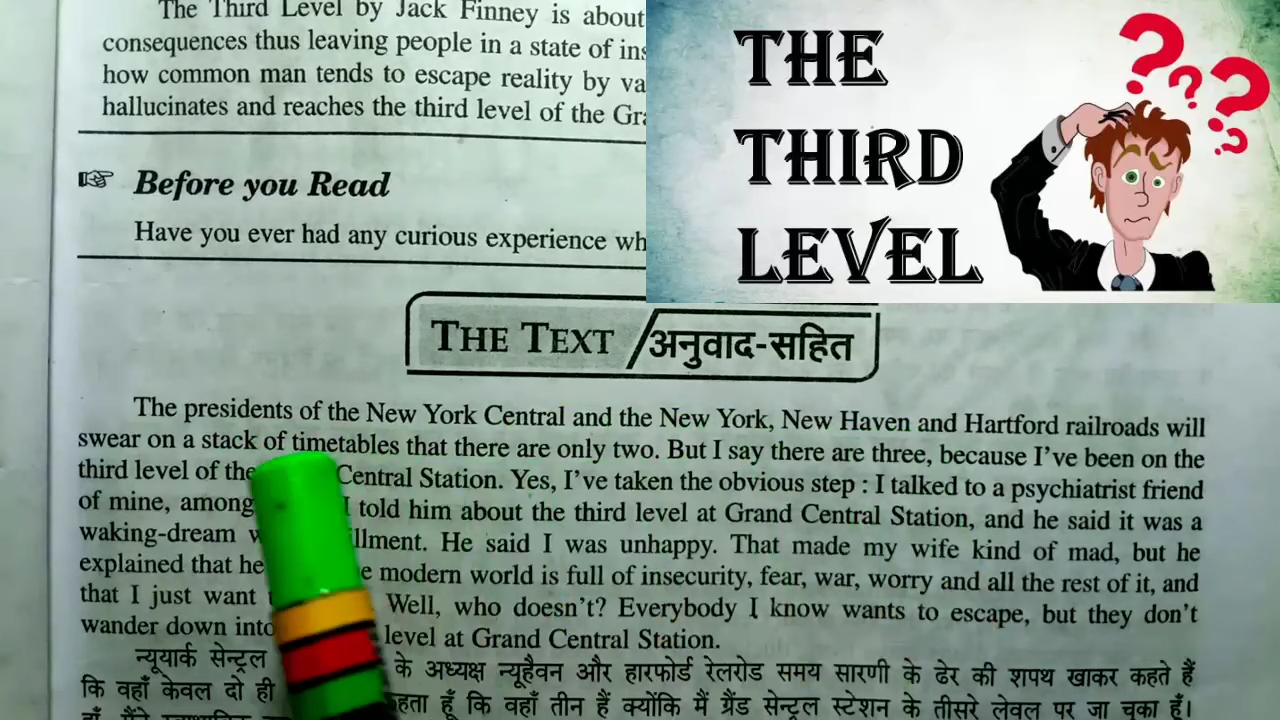 The Third Level by Jack Finney is about
consequences thus leaving people in a state of
how common man tends to escape reality by
hallucinates and reaches the third level of the
THE
THIRD
LEVEL
Before you Read
Have you ever had any curious experience
THE TEXT / अनुवाद-सहित
The presidents of the New York Central and the New York, New Haven and Hartford railroads will
swear on a stack of timetables that there are only two. But I say there are three, because I've been on the
third level of the Central Station. Yes, I've taken the obvious step : I talked to a psychiatrist friend
of mine, among I told him about the third level at Grand Central Station, and he said it was a
waking-dream He said I was unhappy. That made my wife kind of mad, but he
explained that he modern world is full of insecurity, fear, war, worry and all the rest of it, and
that I just want Well, who doesn't? Everybody I know wants to escape, but they don't
wander down into level at Grand Central Station.
न्यूयार्क सेन्ट्रल के अध्यक्ष न्यूहैवन और हारफोर्ड रेलरोड समय सारणी के ढेर की शपथ खाकर कहते हैं
कि वहाँ केवल दो ही हूँ कि वहाँ तीन हैं क्योंकि मैं ग्रैंड सेन्ट्रल स्टेशन के तीसरे लेवल पर जा चुका हूँ।